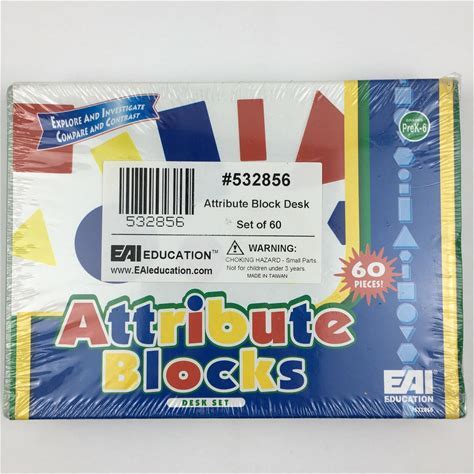 EXPLORE AND INVESTIGATE
COMPARE AND CONTRAST
GRADES
PreK-6
#532856
532856
Attribute Block Desk
Set of 60
EAI EDUCATION™
www.EAIeducation.com
WARNING:
CHOKING HAZARD - Small Parts
Not for children under 3 years.
MADE IN TAIWAN
60
PIECES!
Attribute
Blocks
DESK SET
EAI
EDUCATION
532856